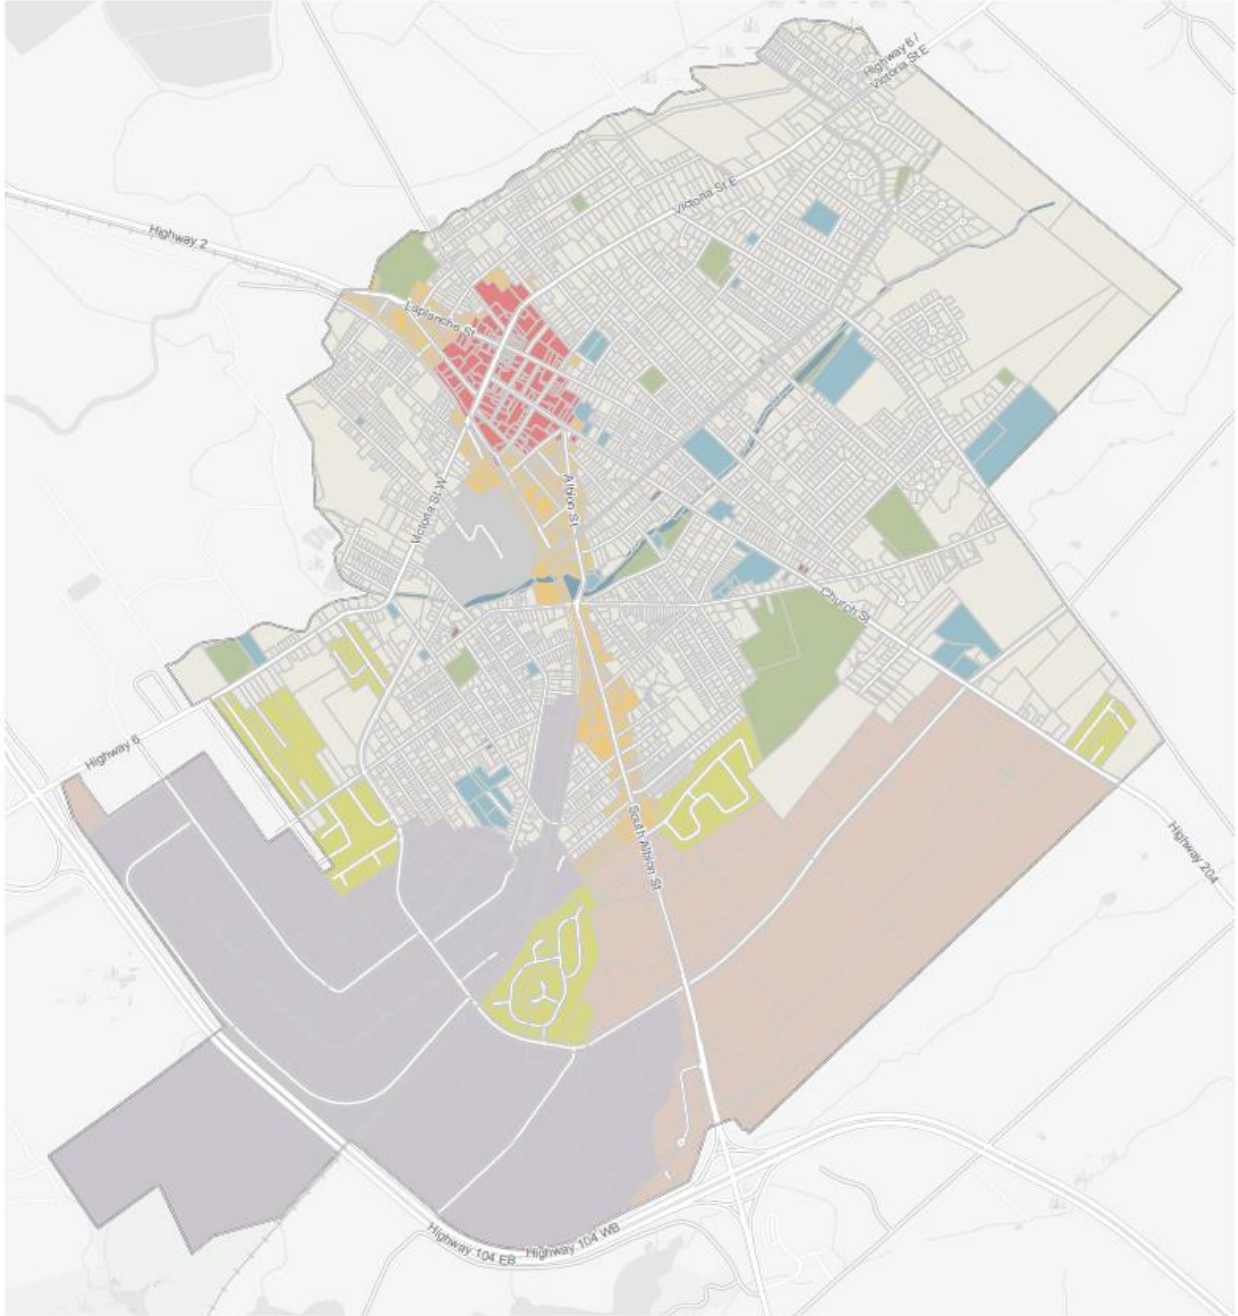 Highway 6 /
Victoria St E
Victoria St E
Highway 2
Laplanche St
Albion St
Victoria St W
Church St
Highway 6
South Albion St
Highway 204
Highway 104 EB
Highway 104 WB